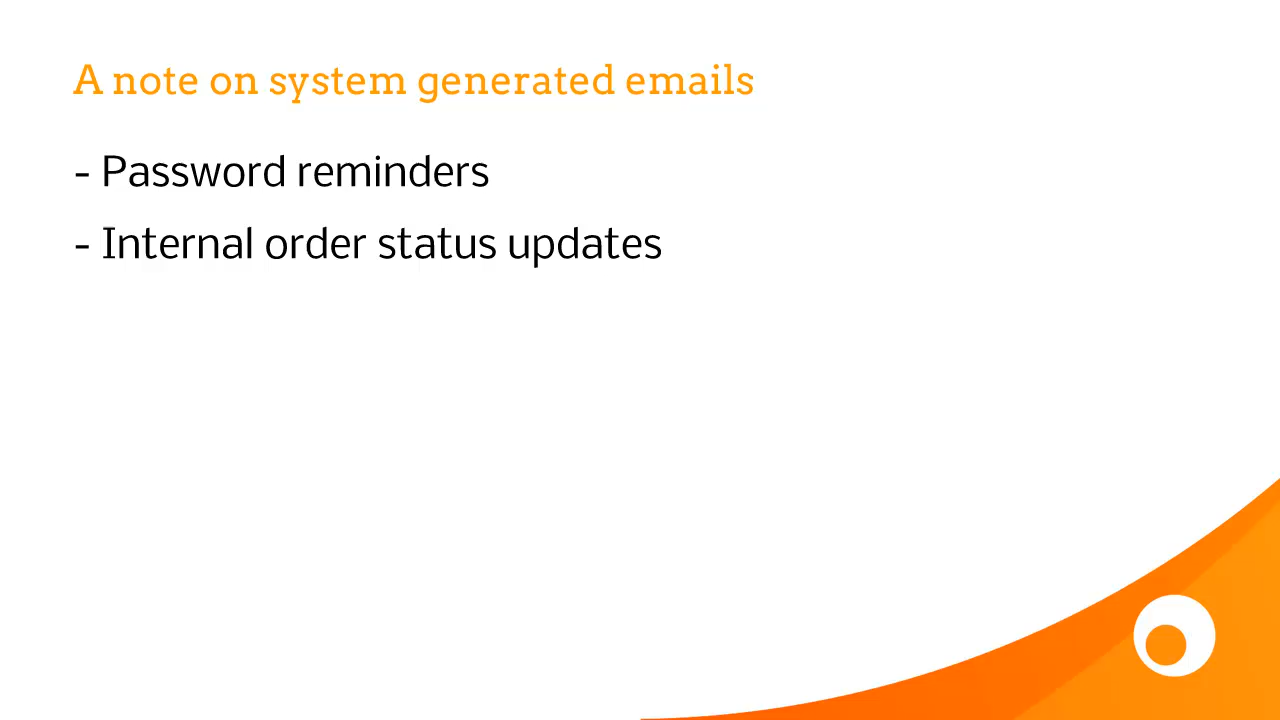 A note on system generated emails
- Password reminders
- Internal order status updates